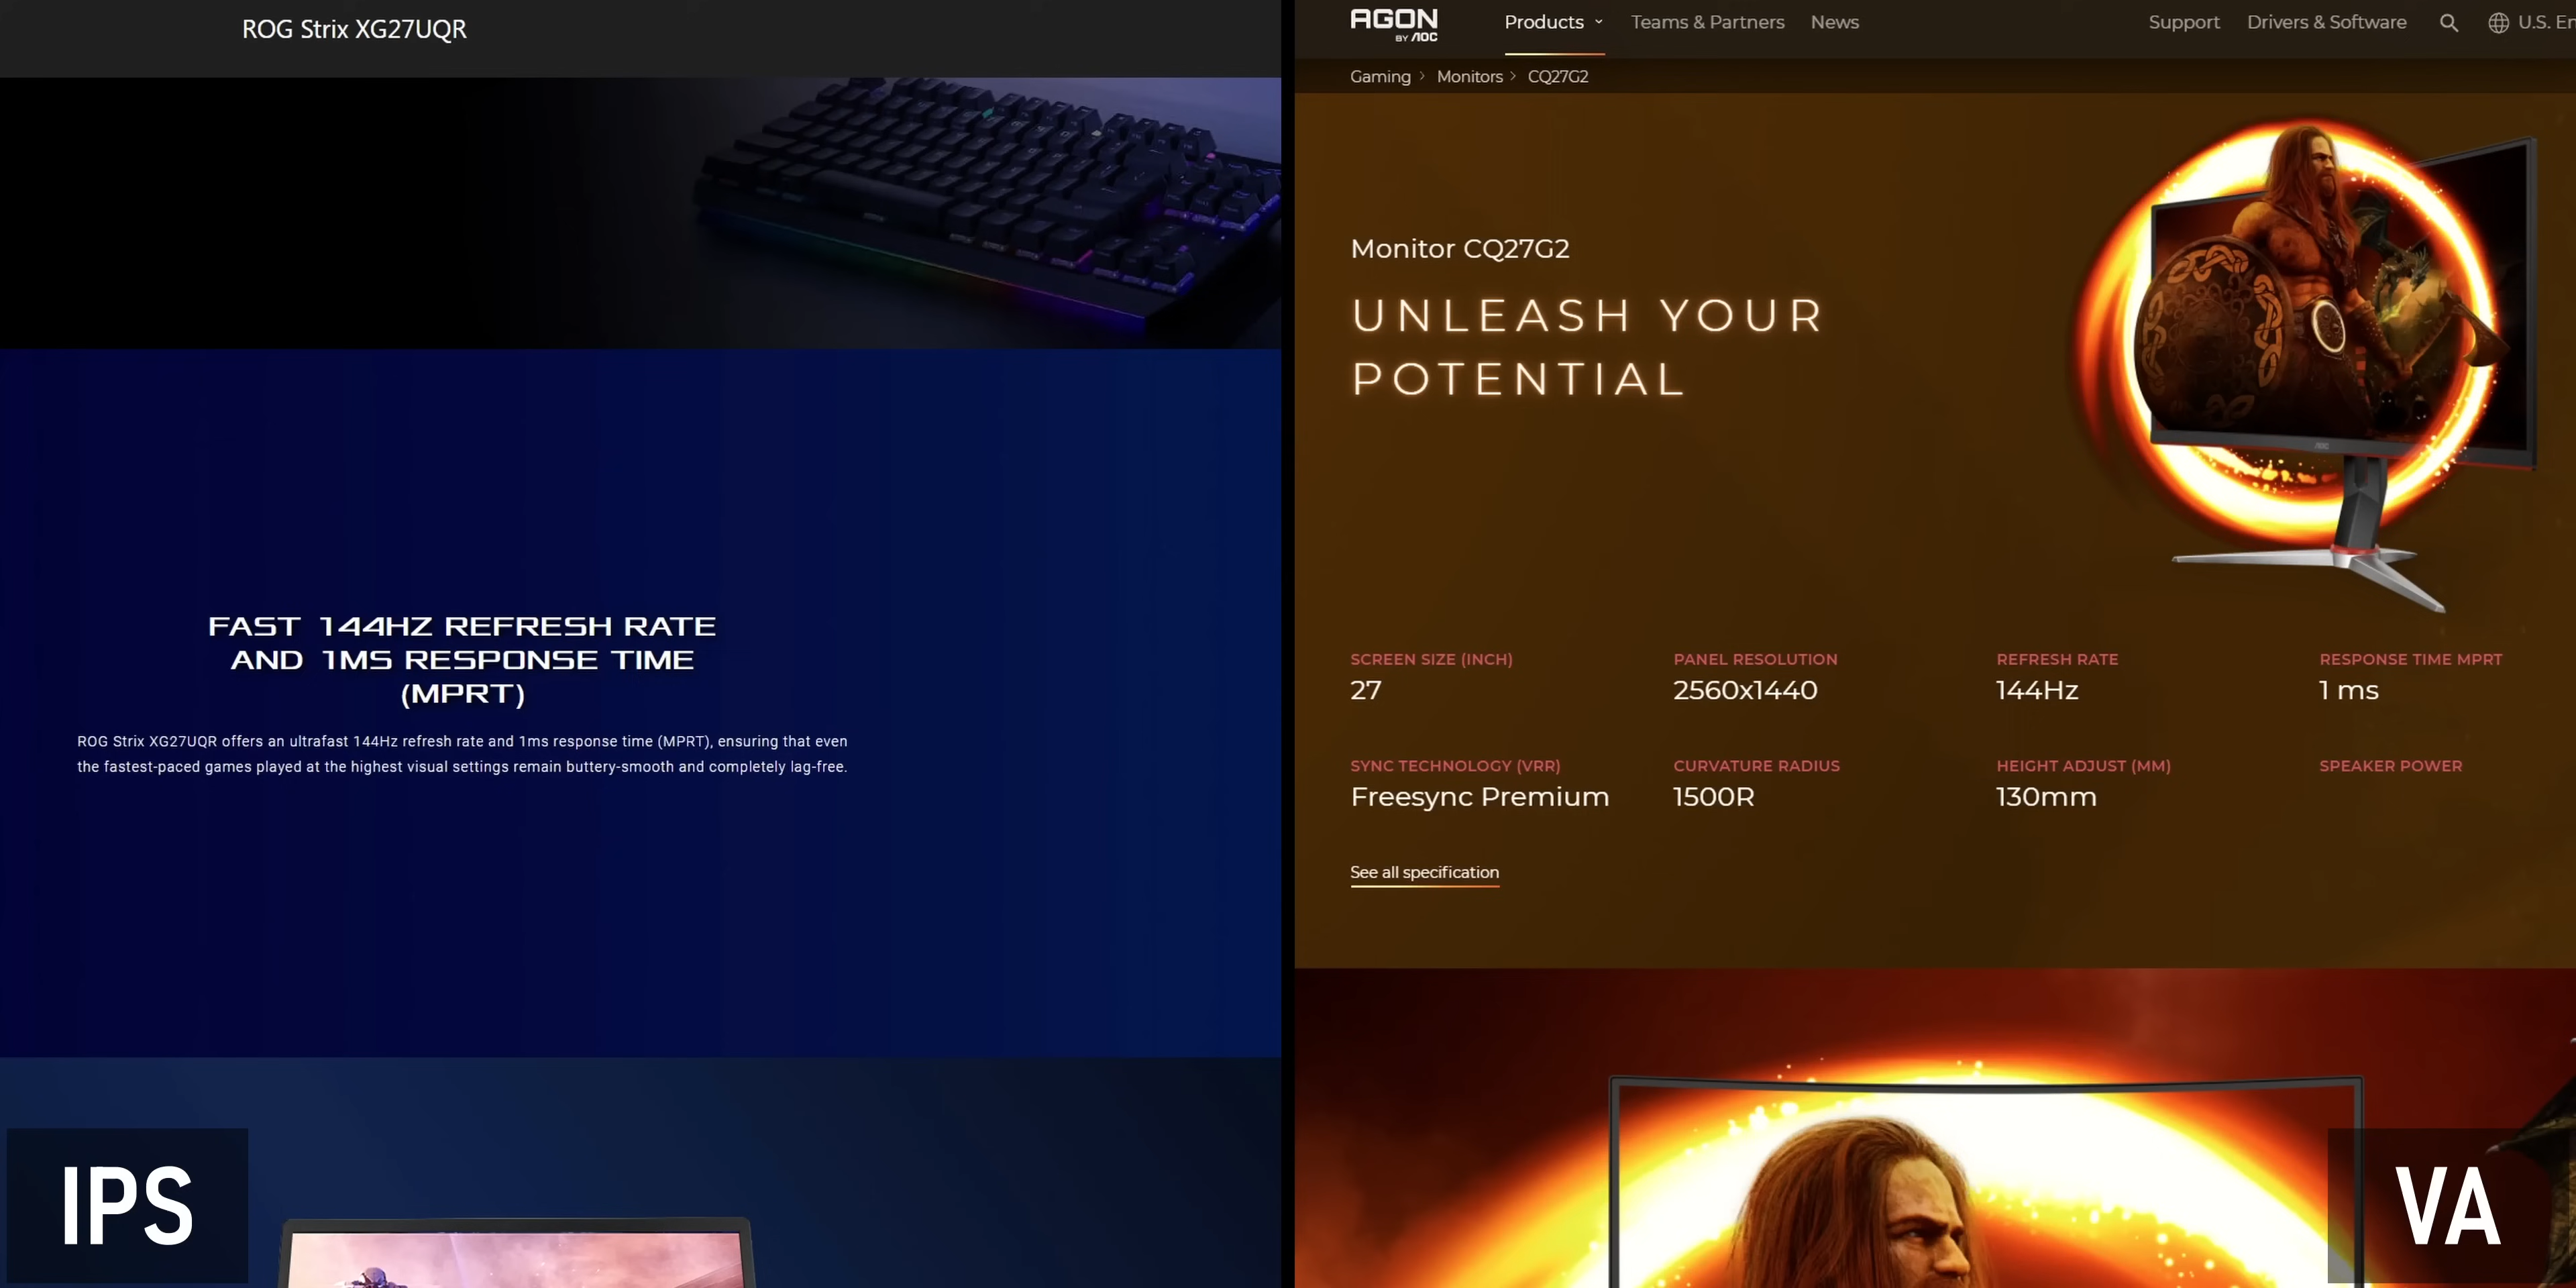 ROG Strix XG27UQR
FAST 144HZ REFRESH RATE
AND 1MS RESPONSE TIME
(MPRT)
ROG Strix XG27UQR offers an ultrafast 144Hz refresh rate and 1ms response time (MPRT), ensuring that even
the fastest-paced games played at the highest visual settings remain buttery-smooth and completely lag-free.
IPS
AGON
BY AOC
Products Teams & Partners News Support Drivers & Software U.S. En
Gaming > Monitors > CQ27G2
Monitor CQ27G2
UNLEASH YOUR
POTENTIAL
SCREEN SIZE (INCH) PANEL RESOLUTION REFRESH RATE RESPONSE TIME MPRT
27 2560x1440 144Hz 1 ms
SYNC TECHNOLOGY (VRR) CURVATURE RADIUS HEIGHT ADJUST (MM) SPEAKER POWER
Freesync Premium 1500R 130mm
See all specification
AOC
VA